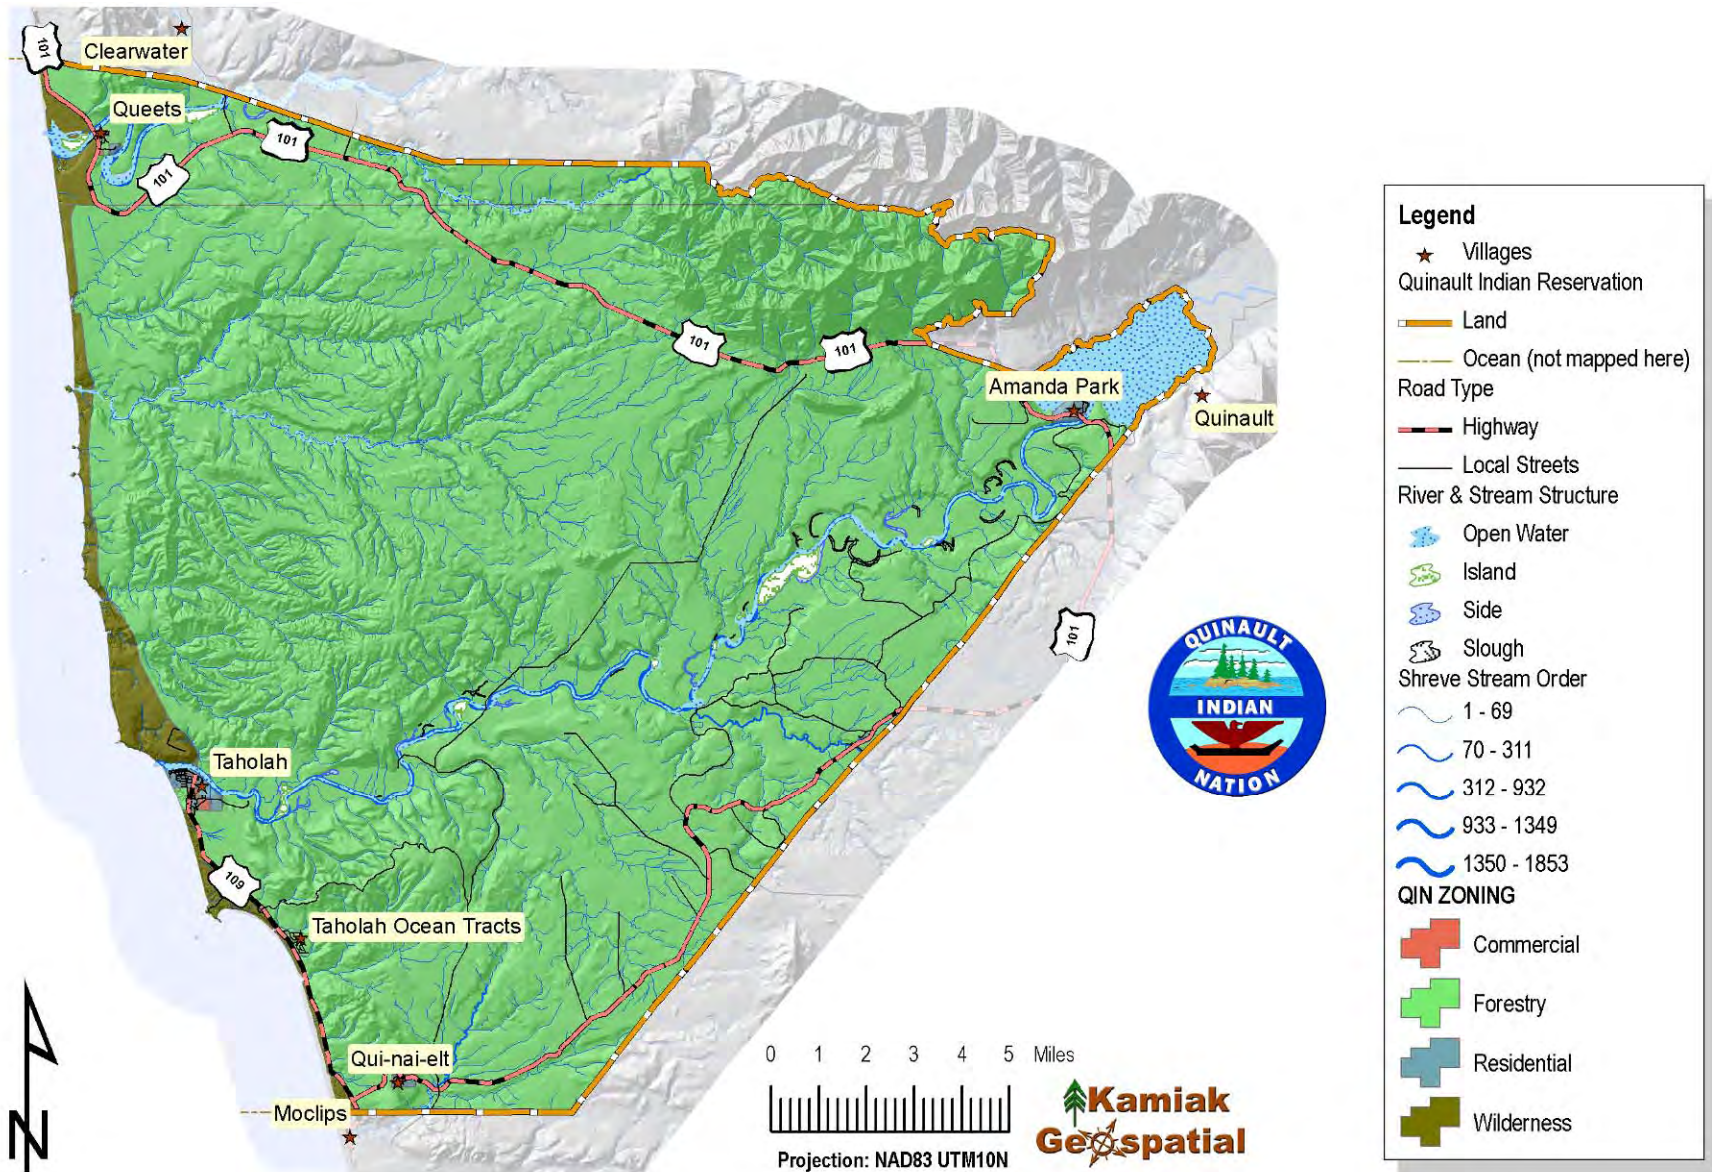 101
Clearwater
Queets
101
101
101
101
Amanda Park
Quinault
101
Taholah
109
Taholah Ocean Tracts
Qui-nai-elt
Moclips
N
0 1 2 3 4 5 Miles
Projection: NAD83 UTM10N
Kamiak
Geospatial
QUINAULT
INDIAN
NATION
Legend
Villages
Quinault Indian Reservation
Land
Ocean (not mapped here)
Road Type
Highway
Local Streets
River & Stream Structure
Open Water
Island
Side
Slough
Shreve Stream Order
1 - 69
70 - 311
312 - 932
933 - 1349
1350 - 1853
QIN ZONING
Commercial
Forestry
Residential
Wilderness